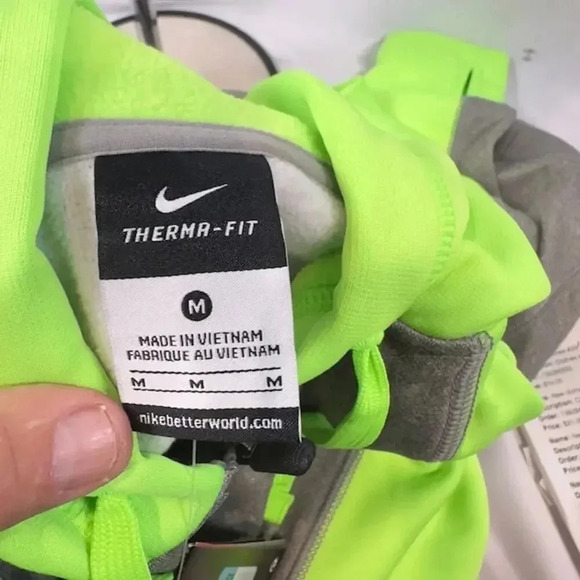 THERMA-FIT
M
MADE IN VIETNAM
FABRIQUE AU VIETNAM
M M M
nikebetterworld.com